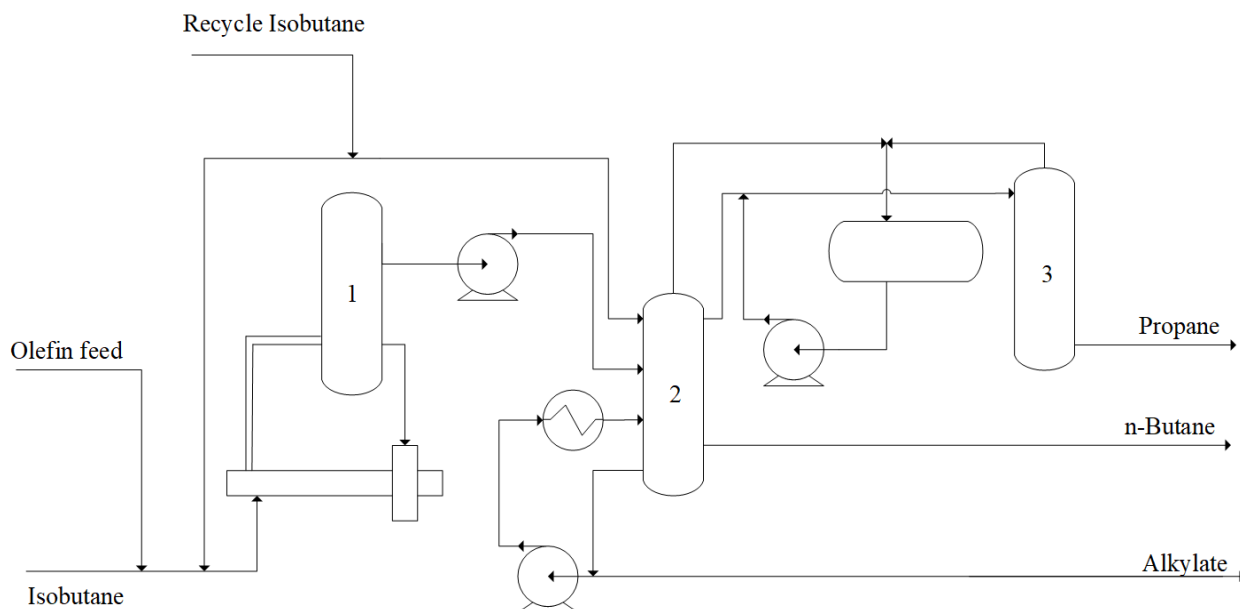 Recycle Isobutane
1
3
Propane
Olefin feed
2
n-Butane
Alkylate
Isobutane